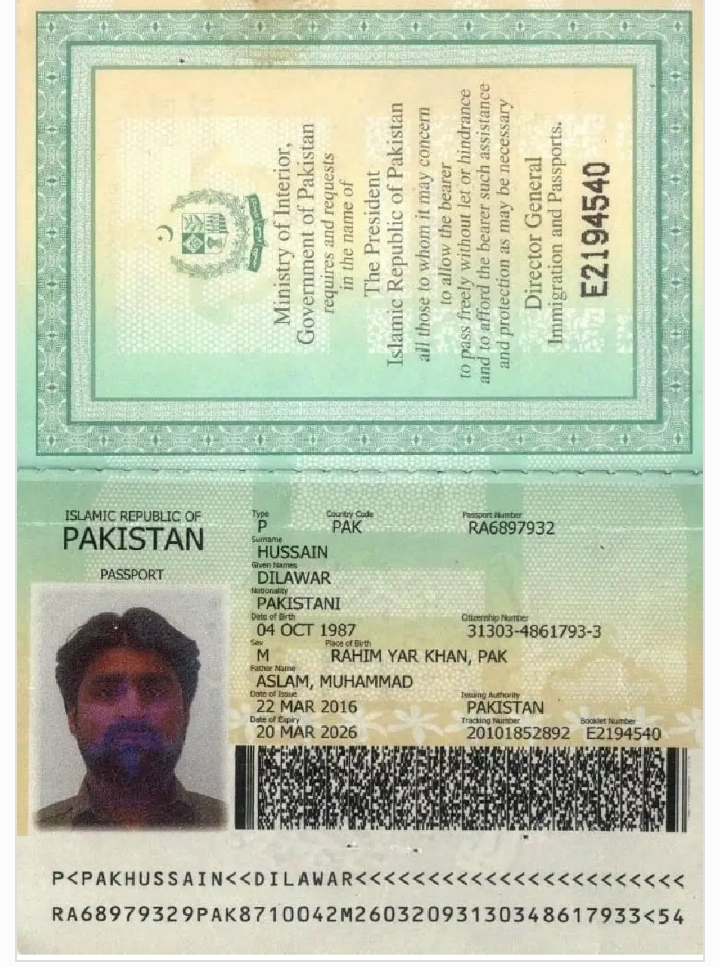 Ministry of Interior,
Government of Pakistan
requires and requests
in the name of
The President
Islamic Republic of Pakistan
all those to whom it may concern
to allow the bearer
to pass freely without let or hindrance
and to afford the bearer such assistance
and protection as may be necessary
Director General
Immigration and Passports.
E2194540
ISLAMIC REPUBLIC OF
PAKISTAN
PASSPORT
Type Country Code Passport Number
P PAK RA6897932
Surname
HUSSAIN
Given Names
DILAWAR
Nationality
PAKISTANI
Date of Birth Citizenship Number
04 OCT 1987 31303-4861793-3
Sex Place of Birth
M RAHIM YAR KHAN, PAK
Father Name
ASLAM, MUHAMMAD
Date of Issue Issuing Authority
22 MAR 2016 PAKISTAN
Date of Expiry Tracking Number Booklet Number
20 MAR 2026 20101852892 E2194540
P<PAKHUSSAIN<<DILAWAR<<<<<<<<<<<<<<<<<<<<<<<
RA68979329PAK8710042M26032093130348617933<54